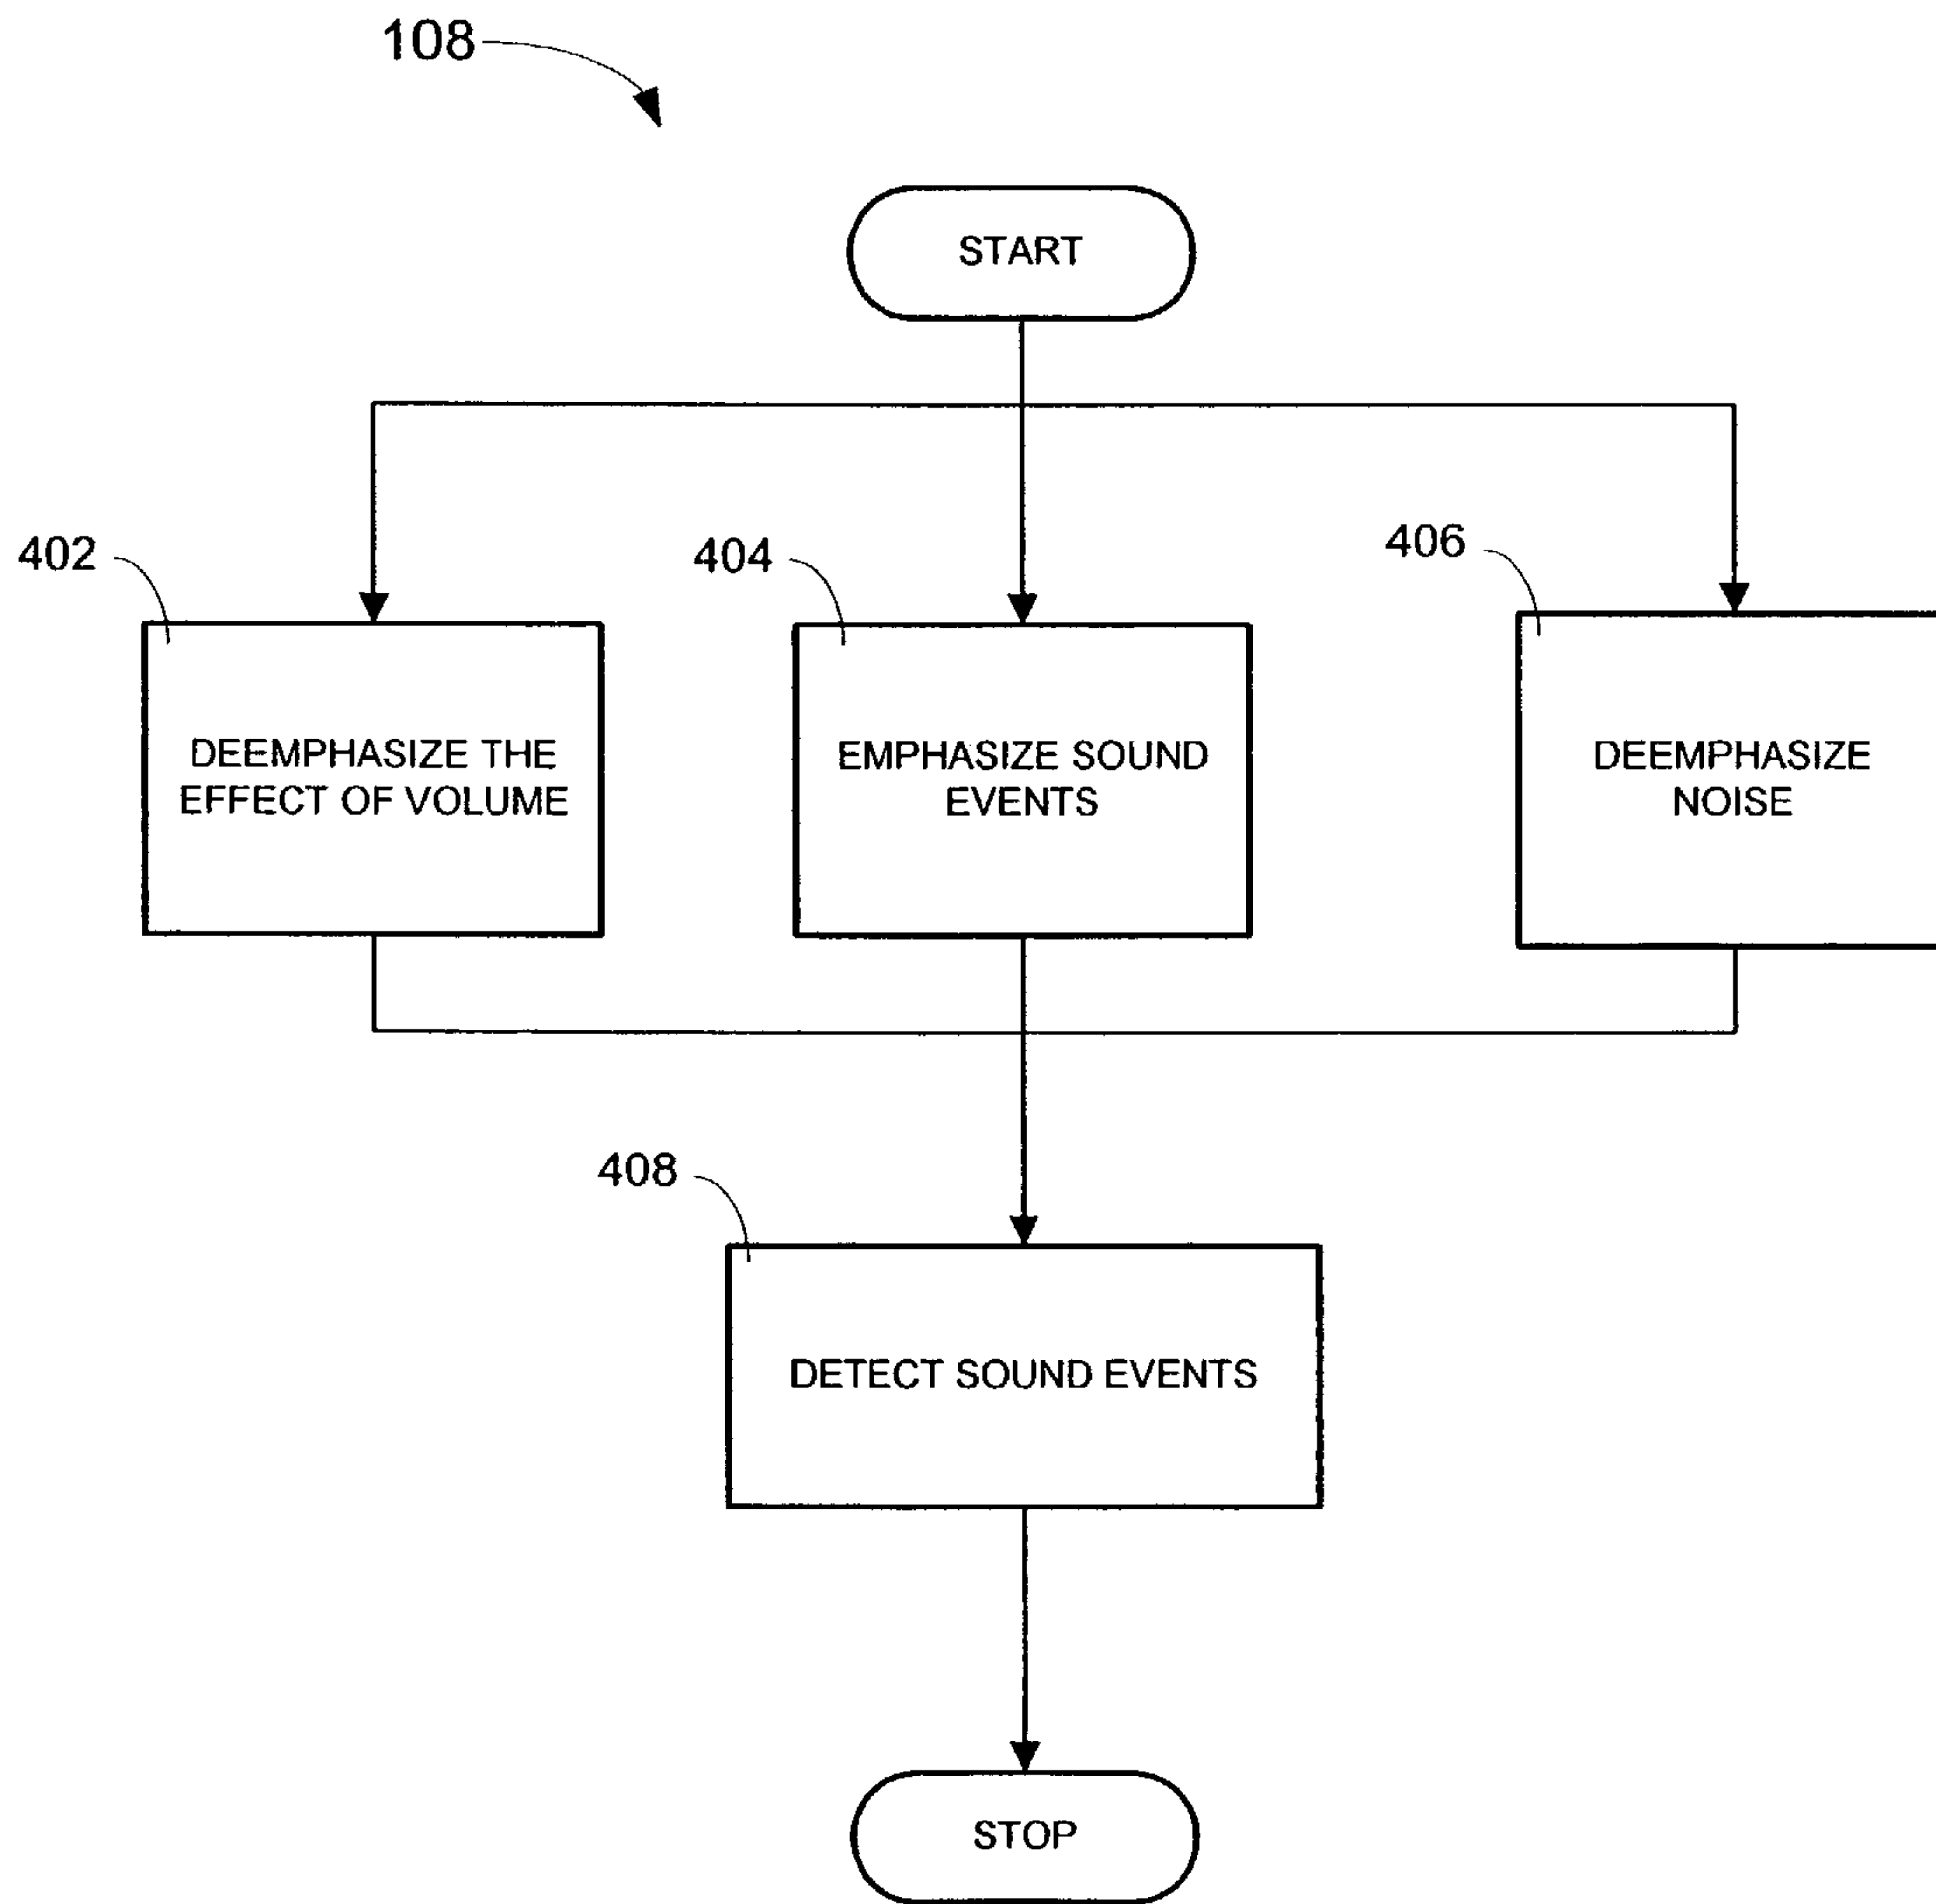 108
START
402
404
406
DEEMPHASIZE THE
EFFECT OF VOLUME
EMPHASIZE SOUND
EVENTS
DEEMPHASIZE
NOISE
408
DETECT SOUND EVENTS
STOP